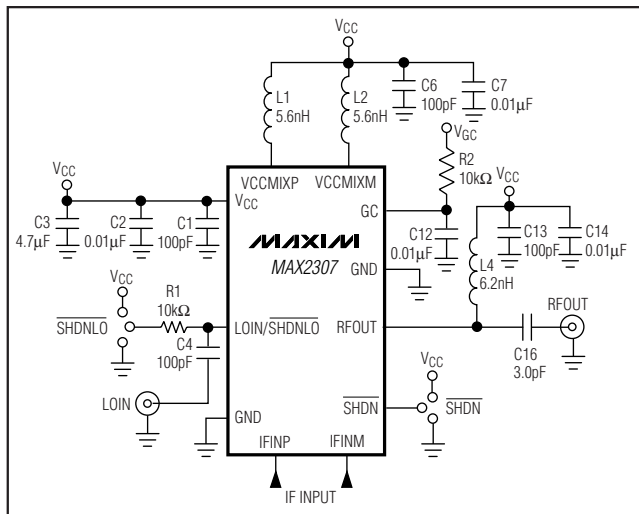 VCC
L1
5.6nH
L2
5.6nH
C6
100pF
C7
0.01μF
VGC
R2
10kΩ
VCC
VCC
VCCMIXP
VCCMIXM
VCC
GC
C3
4.7μF
C2
0.01μF
C1
100pF
MAXIM
MAX2307
C12
0.01μF
C13
100pF
C14
0.01μF
GND
L4
6.2nH
VCC
SHDNLO
R1
10kΩ
LOIN/SHDNLO
RFOUT
RFOUT
C4
100pF
C16
3.0pF
LOIN
VCC
GND
SHDN
SHDN
IFINP
IFINM
IF INPUT